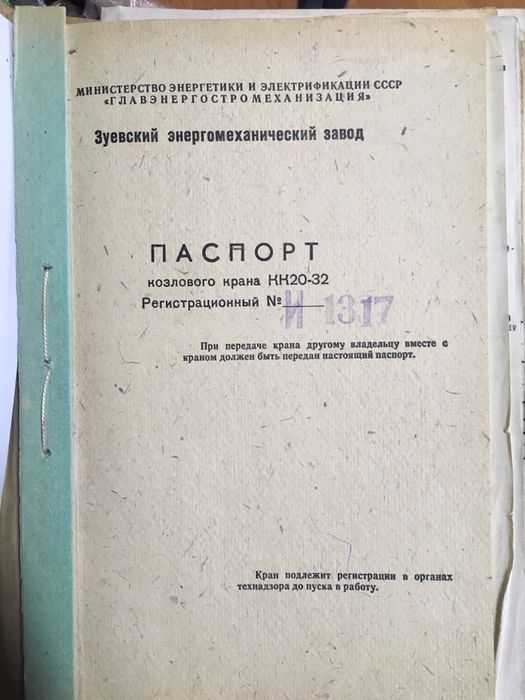 МИНИСТЕРСТВО ЭНЕРГЕТИКИ И ЭЛЕКТРИФИКАЦИИ СССР
«ГЛАВЭНЕРГОСТРОМЕХАНИЗАЦИЯ»
Зуевский энергомеханический завод
ПАСПОРТ
козлового крана КК20-32
Регистрационный № И 1317
При передаче крана другому владельцу вместе с
краном должен быть передан настоящий паспорт.
Кран подлежит регистрации в органах
технадзора до пуска в работу.